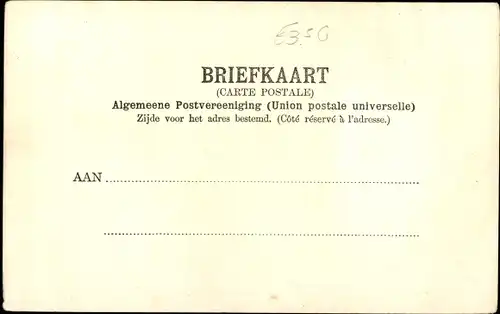 €3.50
BRIEFKAART
(CARTE POSTALE)
Algemeene Postvereeniging (Union postale universelle)
Zijde voor het adres bestemd. (Côté réservé à l'adresse.)
AAN